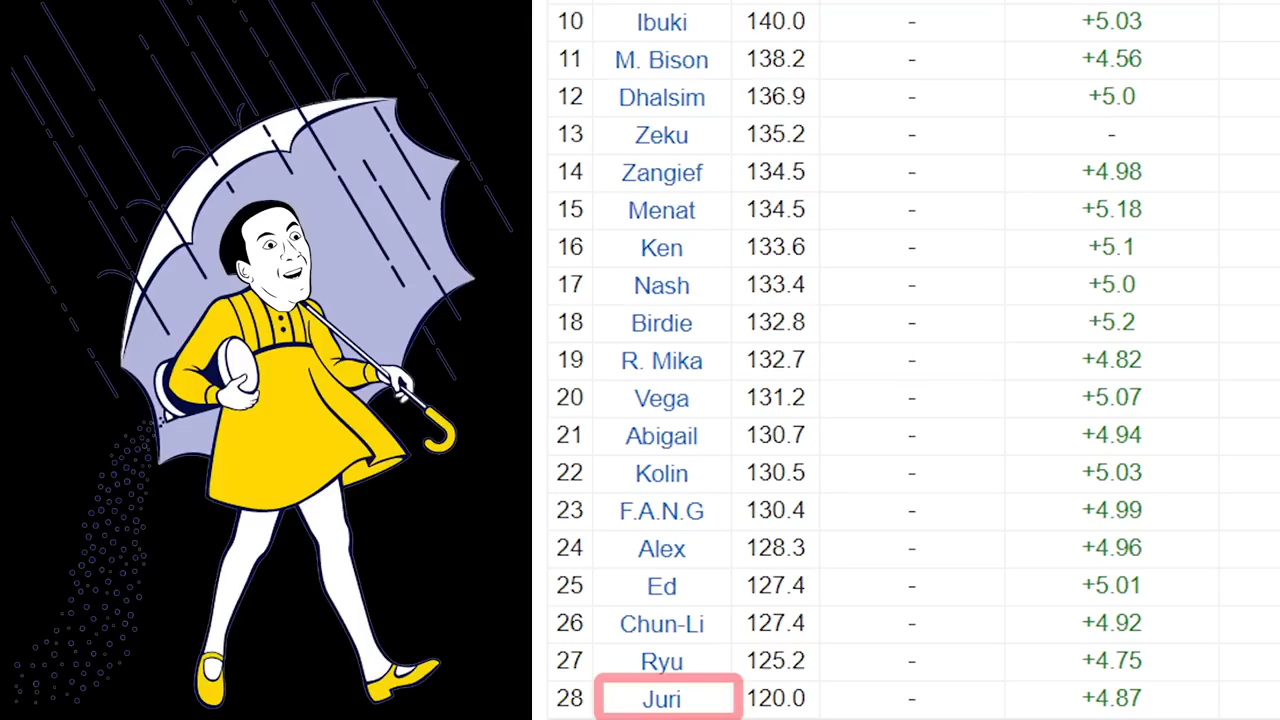 10 Ibuki 140.0 - +5.03
11 M. Bison 138.2 - +4.56
12 Dhalsim 136.9 - +5.0
13 Zeku 135.2 - -
14 Zangief 134.5 - +4.98
15 Menat 134.5 - +5.18
16 Ken 133.6 - +5.1
17 Nash 133.4 - +5.0
18 Birdie 132.8 - +5.2
19 R. Mika 132.7 - +4.82
20 Vega 131.2 - +5.07
21 Abigail 130.7 - +4.94
22 Kolin 130.5 - +5.03
23 F.A.N.G 130.4 - +4.99
24 Alex 128.3 - +4.96
25 Ed 127.4 - +5.01
26 Chun-Li 127.4 - +4.92
27 Ryu 125.2 - +4.75
28 Juri 120.0 - +4.87